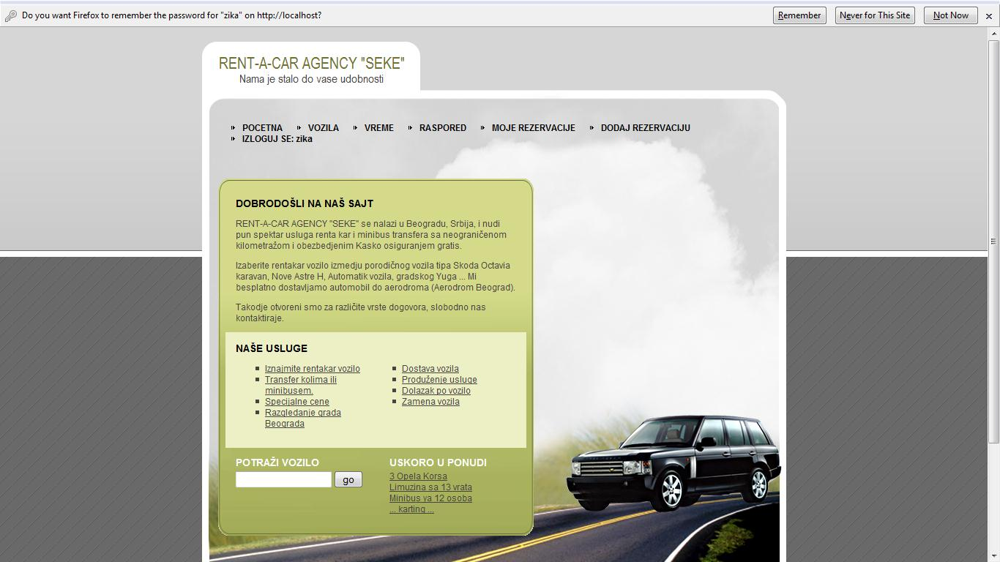 Do you want Firefox to remember the password for "zika" on http://localhost?
Remember
Never for This Site
Not Now
RENT-A-CAR AGENCY "SEKE"
Nama je stalo do vase udobnosti
POCETNA VOZILA VREME RASPORED MOJE REZERVACIJE DODAJ REZERVACIJU
IZLOGUJ SE: zika
DOBRODOŠLI NA NAŠ SAJT
RENT-A-CAR AGENCY "SEKE" se nalazi u Beogradu, Srbija, i nudi
pun spektar usluga renta kar i minibus transfera sa neograničenom
kilometražom i obezbedjenim Kasko osiguranjem gratis.
Izaberite rentakar vozilo izmedju porodičnog vozila tipa Skoda Octavia
karavan, Nove Astre H, Automatik vozila, gradskog Yuga ... Mi
besplatno dostavljamo automobil do aerodroma (Aerodrom Beograd).
Takodje otvoreni smo za različite vrste dogovora, slobodno nas
kontaktiraje.
NAŠE USLUGE
Iznajmite rentakar vozilo
Transfer kolima ili
minibusem.
Specijalne cene
Razgledanje grada
Beograda
Dostava vozila
Produženje usluge
Dolazak po vozilo
Zamena vozila
POTRAŽI VOZILO
go
USKORO U PONUDI
3 Opela Korsa
Limuzina sa 13 vrata
Minibus ya 12 osoba
... karting ...